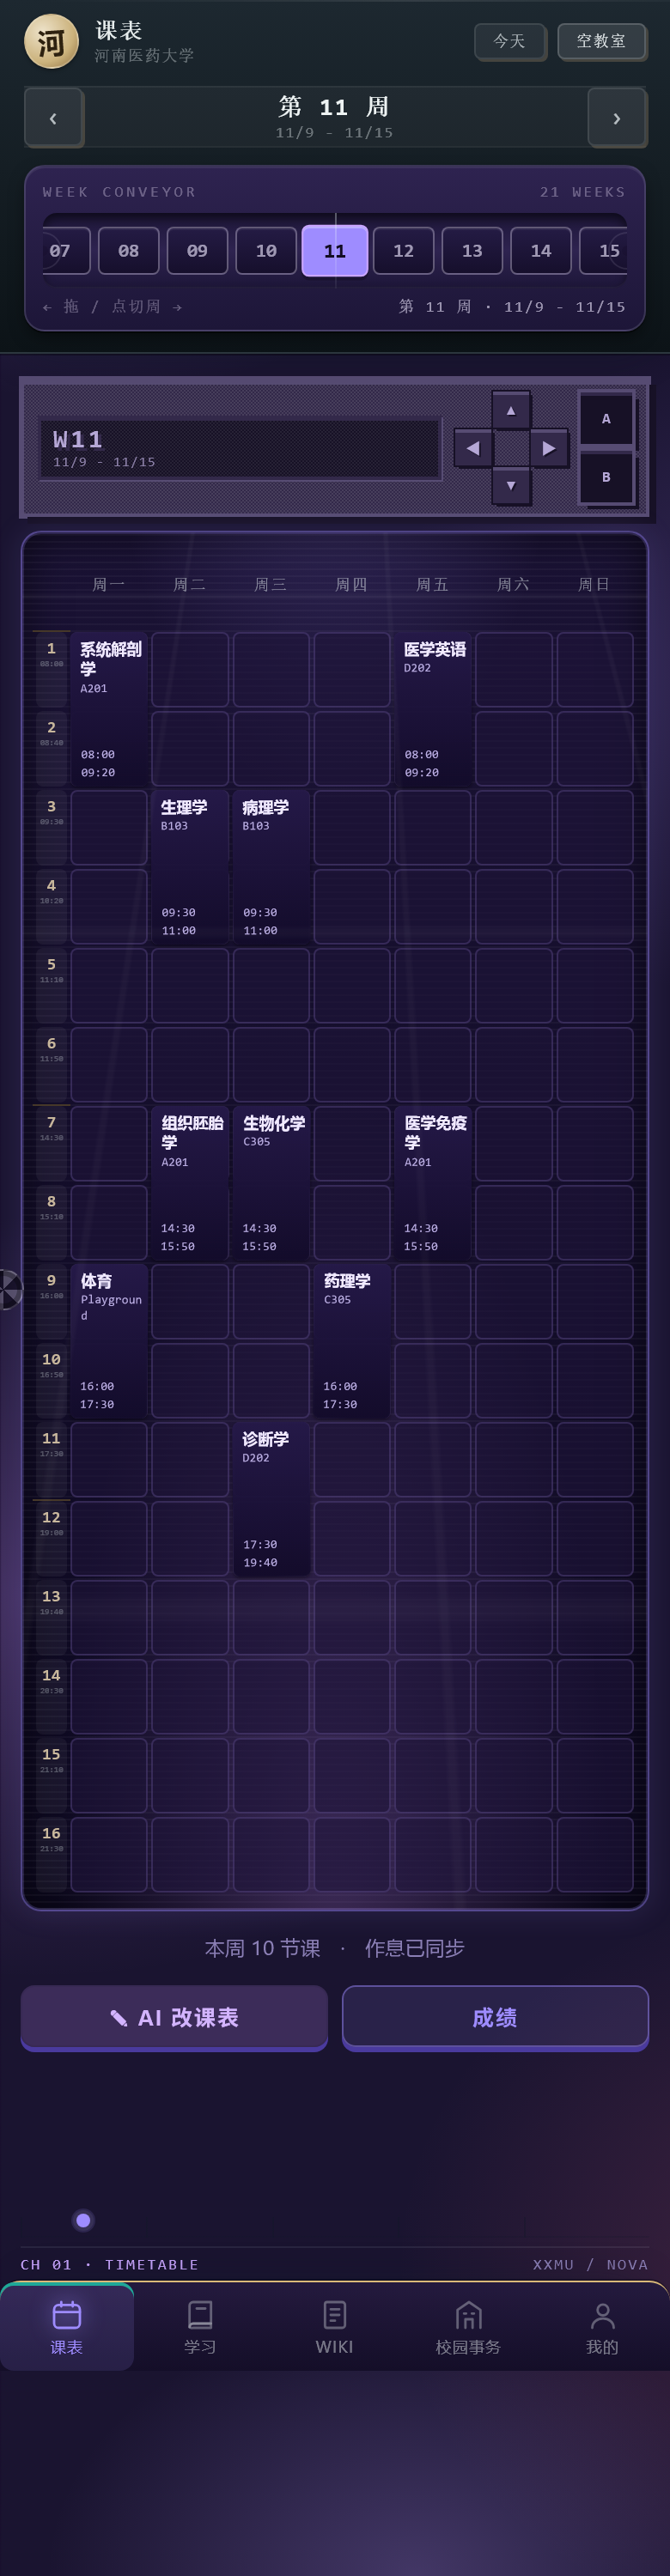 河
课表
河南医药大学
今天
空教室
‹
第 11 周
11/9 - 11/15
›
WEEK CONVEYOR
21 WEEKS
07 08 09 10 11 12 13 14 15
← 拖 / 点切周 →
第 11 周 · 11/9 - 11/15
W11
11/9 - 11/15
▲
◀ ▶
▼
A
B
周一 周二 周三 周四 周五 周六 周日
1
08:00
系统解剖
学
A201
08:00
09:20
医学英语
D202
08:00
09:20
2
08:40
3
09:30
生理学
B103
09:30
11:00
病理学
B103
09:30
11:00
4
10:20
5
11:10
6
11:50
7
14:30
组织胚胎
学
A201
14:30
15:50
生物化学
C305
14:30
15:50
医学免疫
学
A201
14:30
15:50
8
15:10
9
16:00
体育
Playgroun
d
16:00
17:30
药理学
C305
16:00
17:30
10
16:50
11
17:30
诊断学
D202
17:30
19:40
12
19:00
13
19:40
14
20:30
15
21:10
16
21:30
本周 10 节课 · 作息已同步
AI 改课表
成绩
CH 01 · TIMETABLE
XXMU / NOVA
课表
学习
WIKI
校园事务
我的